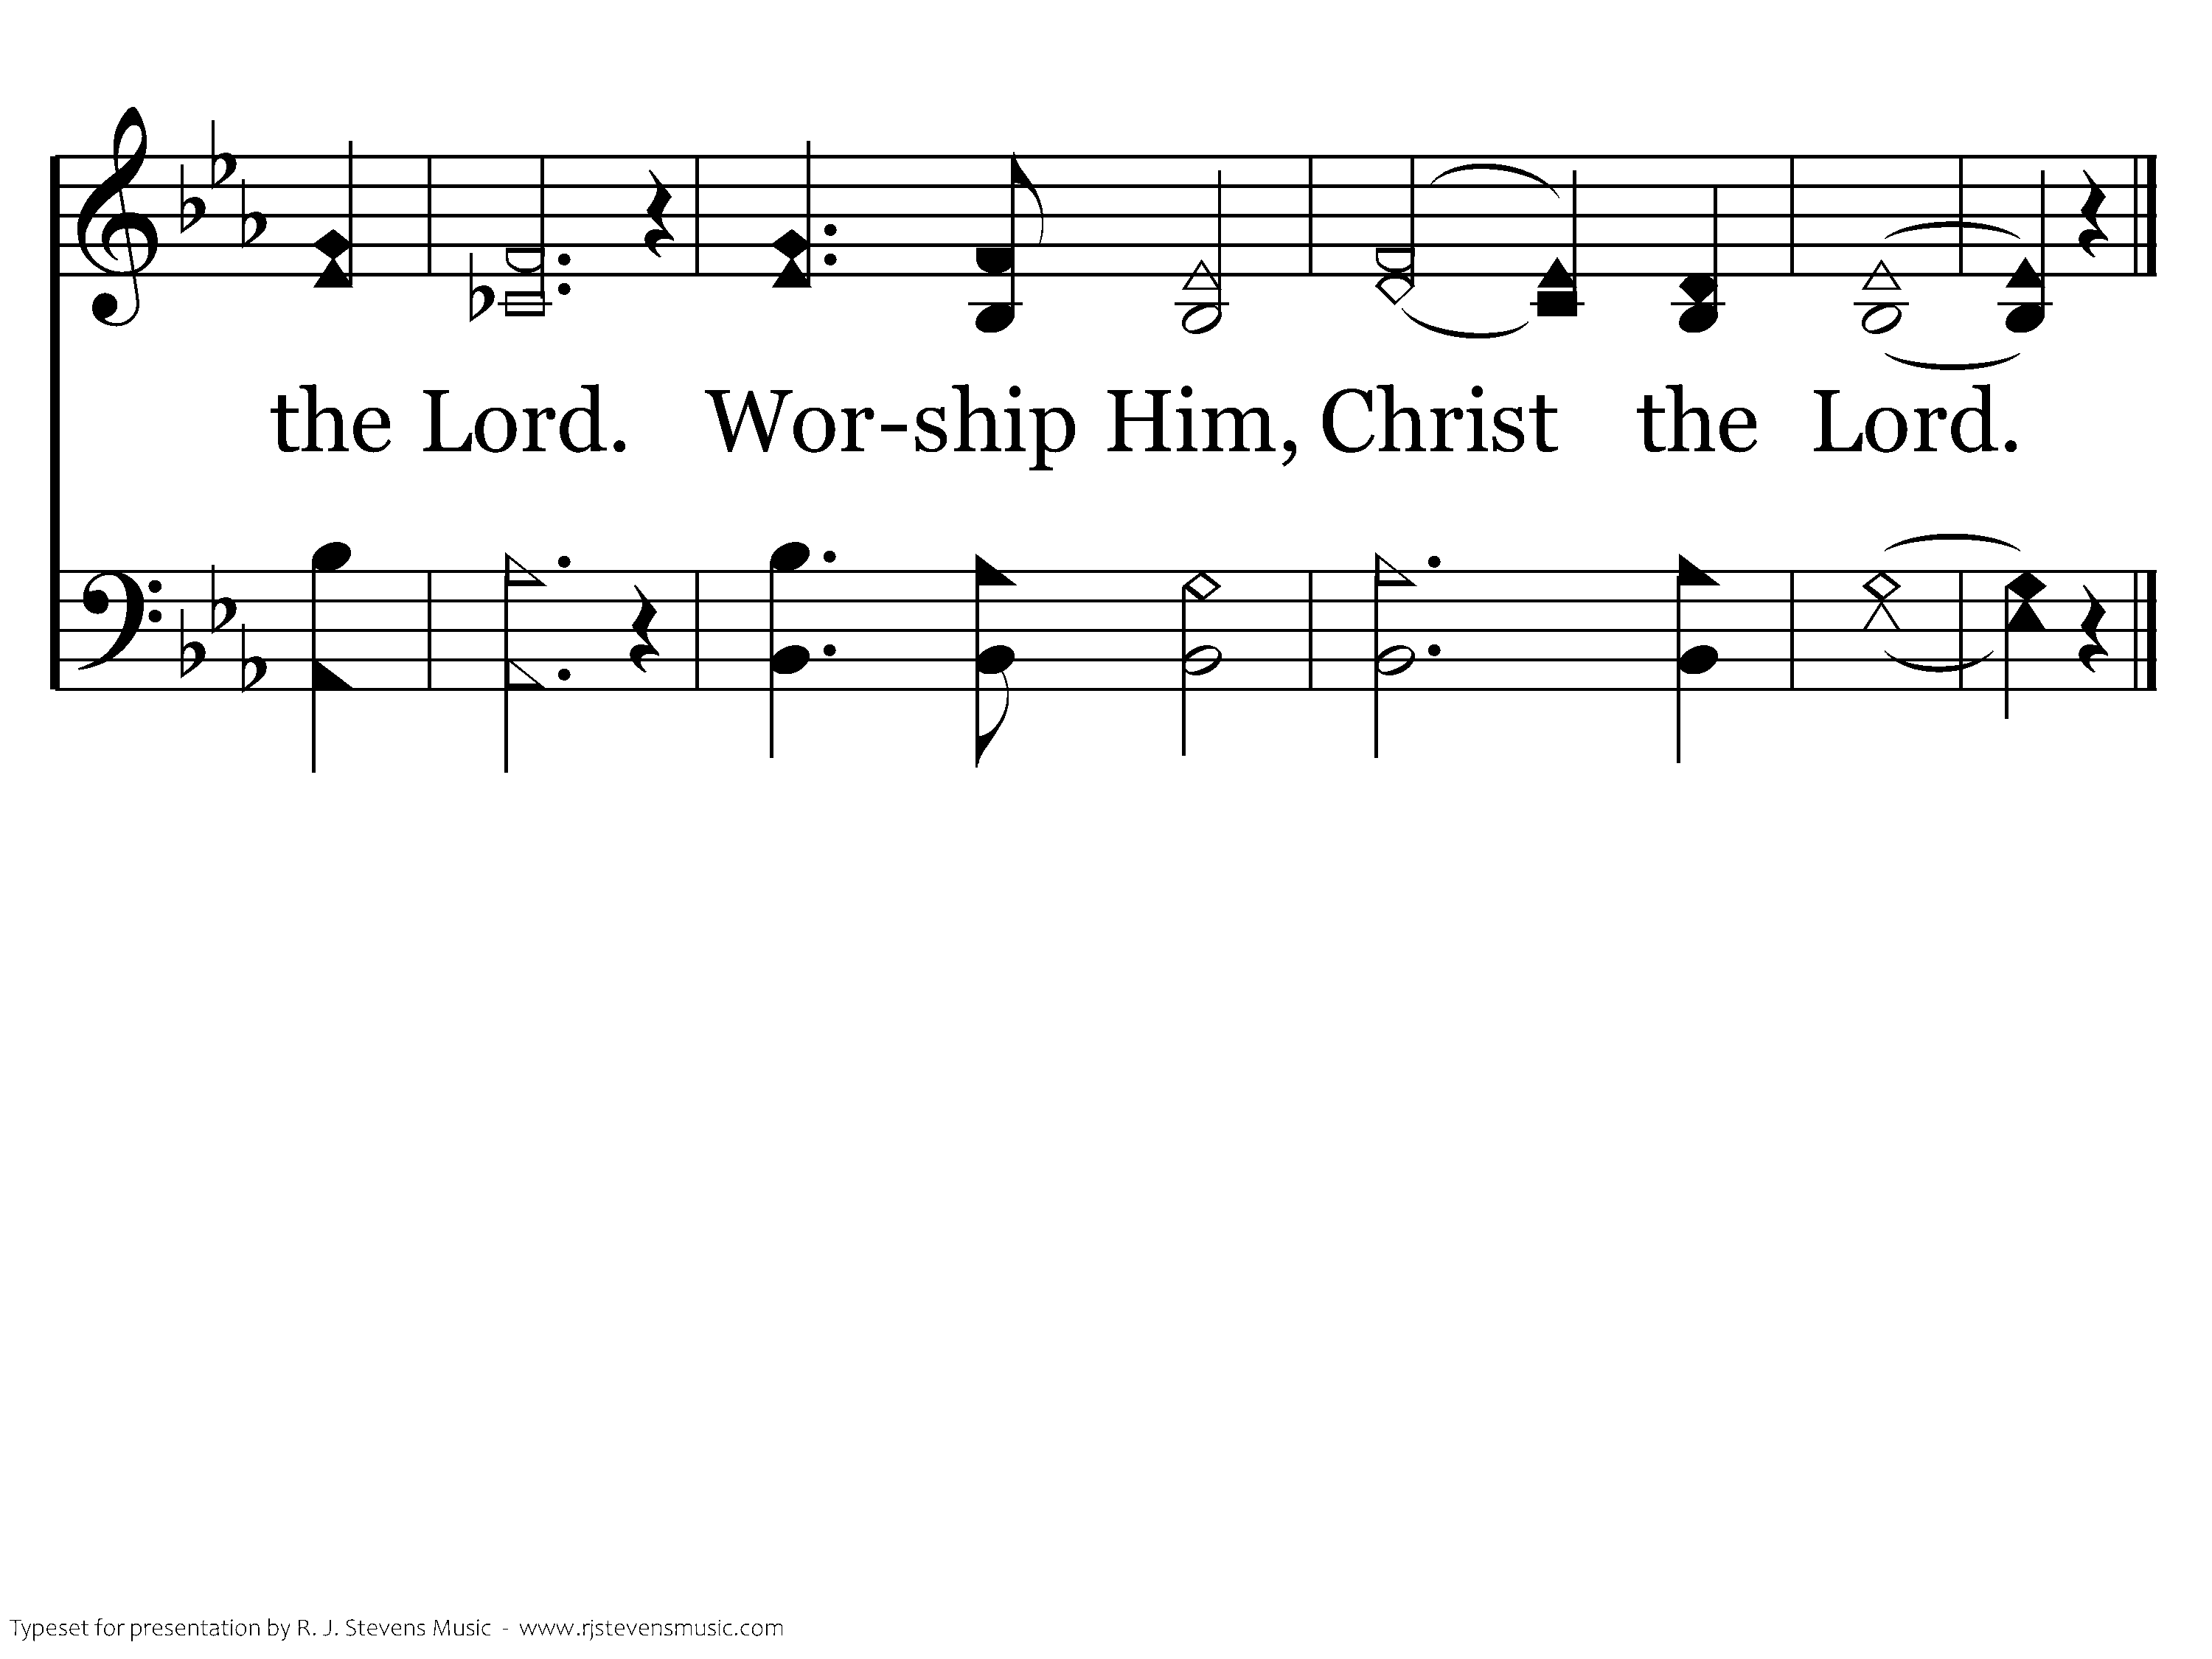 the Lord. Wor-ship Him, Christ the Lord.
Typeset for presentation by R. J. Stevens Music - www.rjstevensmusic.com